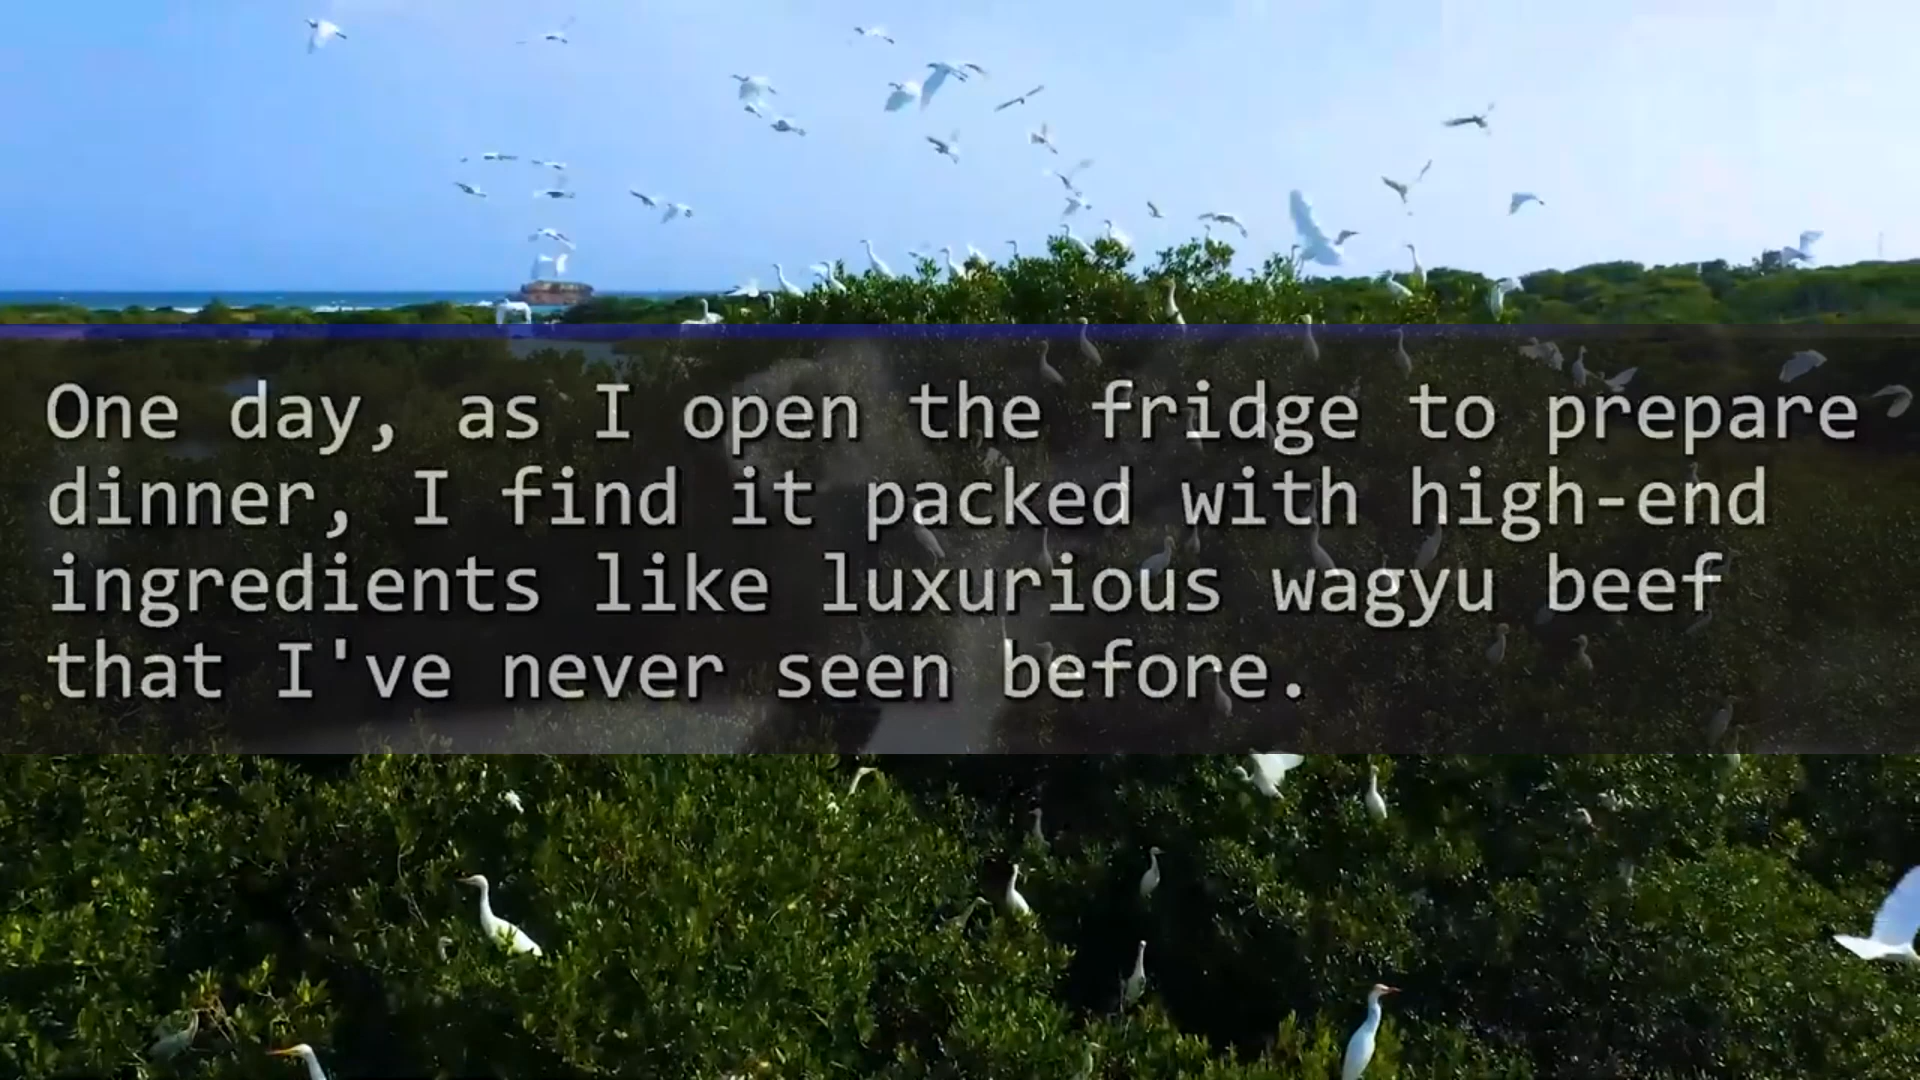 One day, as I open the fridge to prepare
dinner, I find it packed with high-end
ingredients like luxurious wagyu beef
that I've never seen before.